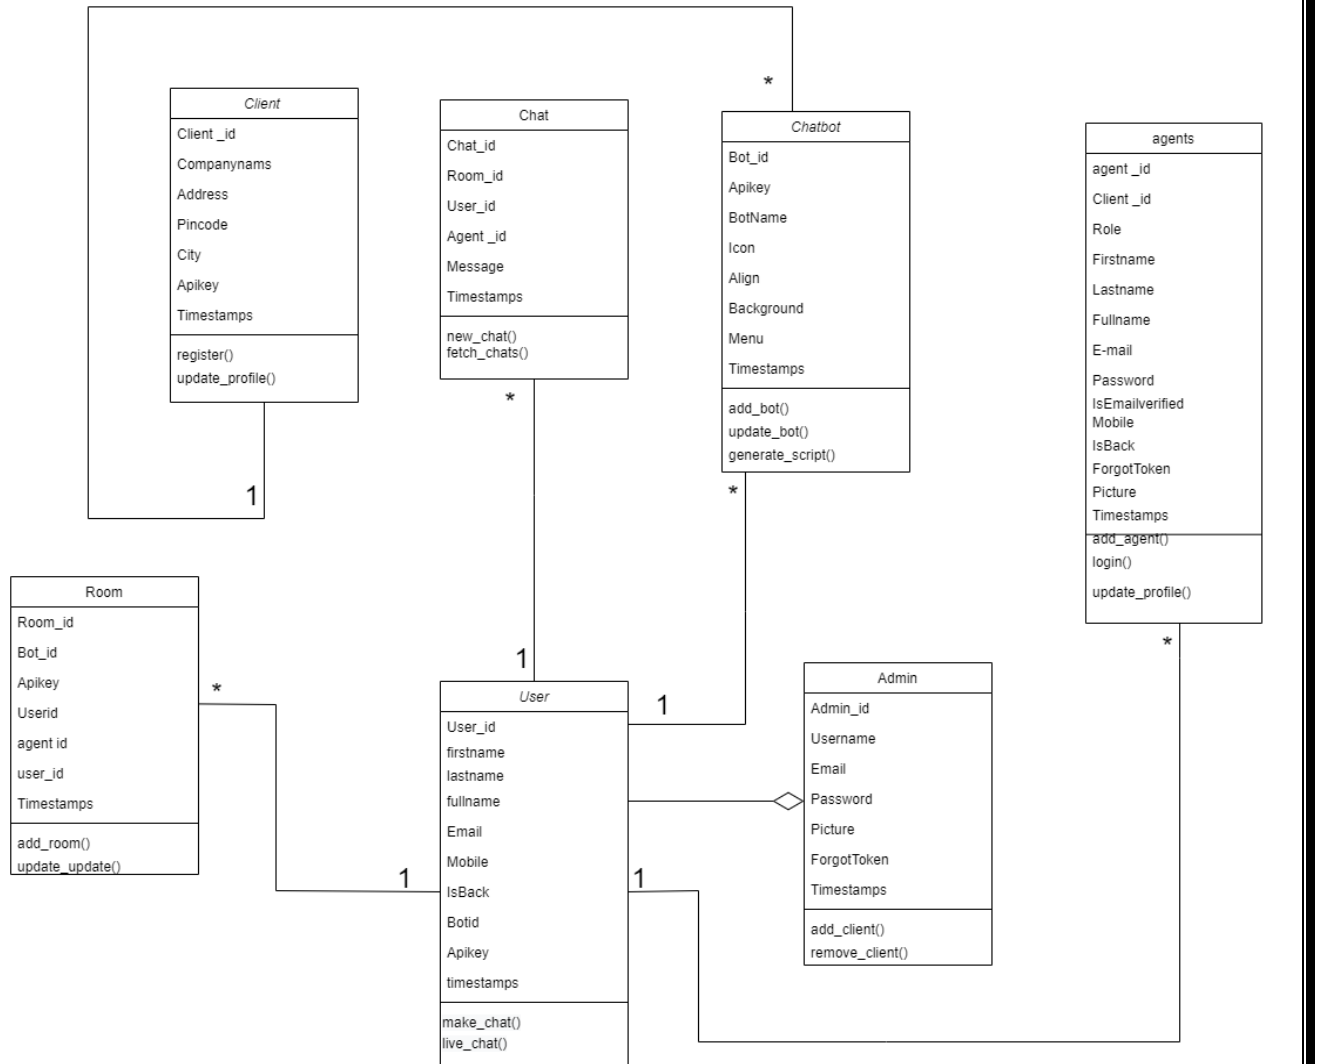 *
Client
Client _id
Companynams
Address
Pincode
City
Apikey
Timestamps
register()
update_profile()
1
Chat
Chat_id
Room_id
User_id
Agent _id
Message
Timestamps
new_chat()
fetch_chats()
*
1
Chatbot
Bot_id
Apikey
BotName
Icon
Align
Background
Menu
Timestamps
add_bot()
update_bot()
generate_script()
*
1
agents
agent _id
Client _id
Role
Firstname
Lastname
Fullname
E-mail
Password
IsEmailverified
Mobile
IsBack
ForgotToken
Picture
Timestamps
add_agent()
login()
update_profile()
*
Room
Room_id
Bot_id
Apikey
Userid
agent id
user_id
Timestamps
add_room()
update_update()
*
1
User
User_id
firstname
lastname
fullname
Email
Mobile
IsBack
Botid
Apikey
timestamps
make_chat()
live_chat()
1
Admin
Admin_id
Username
Email
Password
Picture
ForgotToken
Timestamps
add_client()
remove_client()